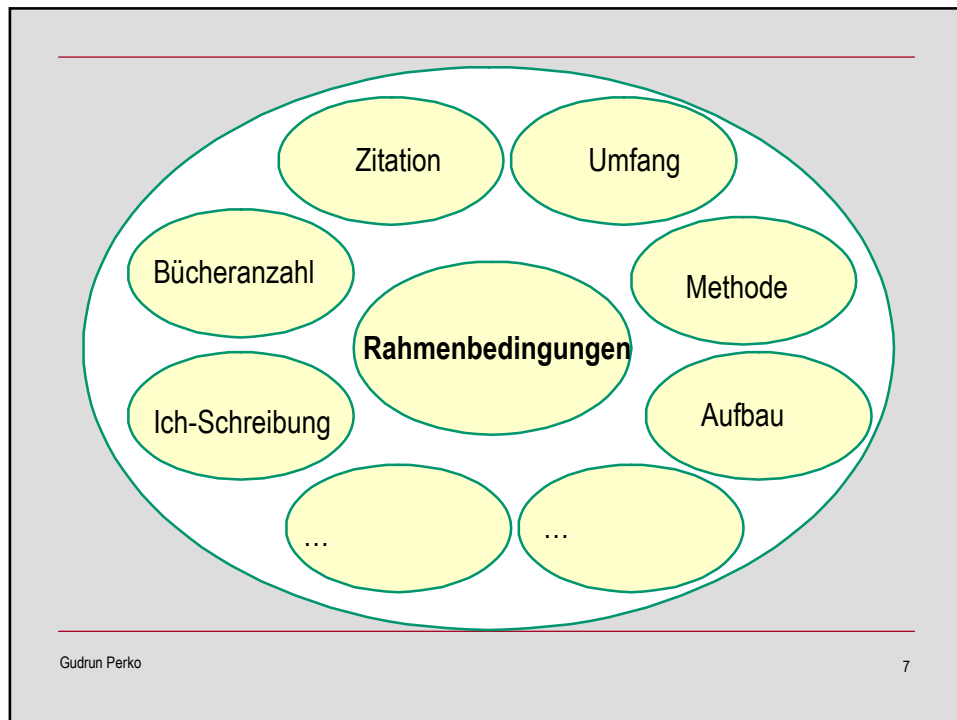 Zitation
Umfang
Bücheranzahl
Methode
Rahmenbedingungen
Ich-Schreibung
Aufbau
…
…
Gudrun Perko
7